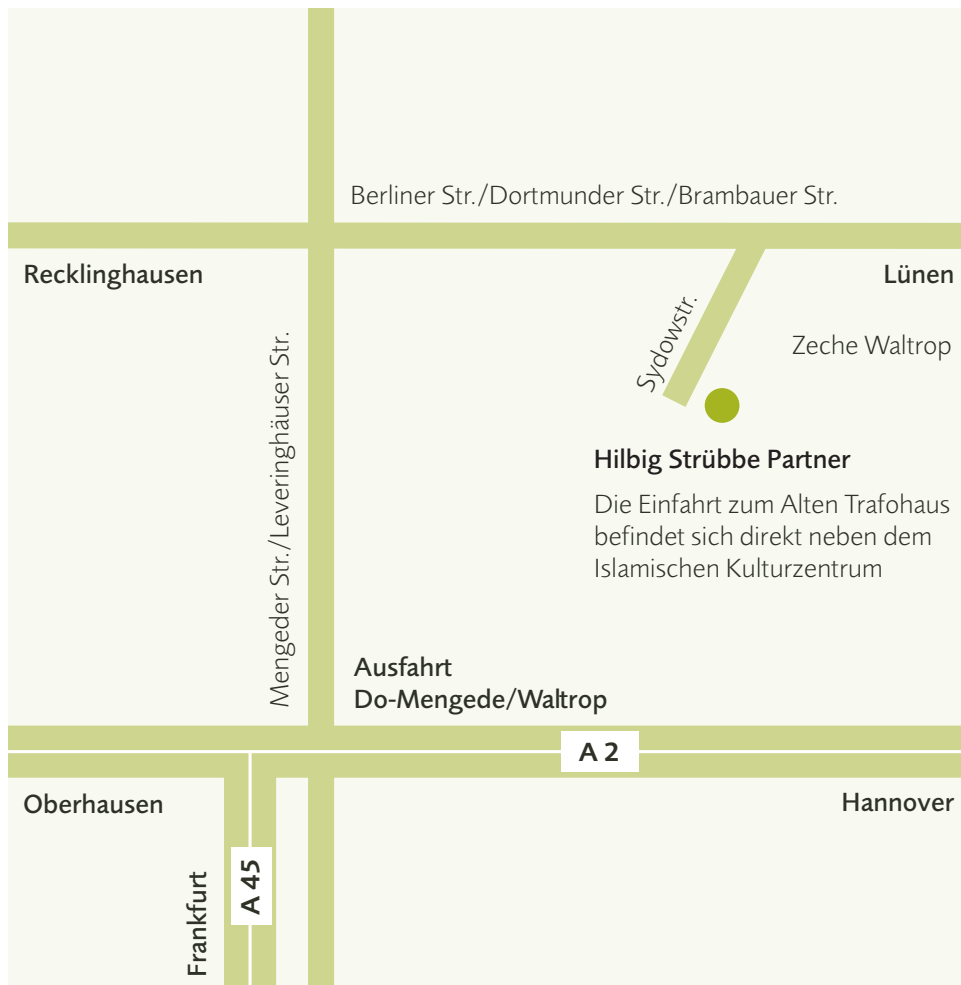 Berliner Str./Dortmunder Str./Brambauer Str.
Recklinghausen
Lünen
Sydowstr.
Zeche Waltrop
Mengeder Str./Leveringhäuser Str.
Hilbig Strübbe Partner
Die Einfahrt zum Alten Trafohaus
befindet sich direkt neben dem
Islamischen Kulturzentrum
Ausfahrt
Do-Mengede/Waltrop
A 2
Oberhausen
Hannover
A 45
Frankfurt